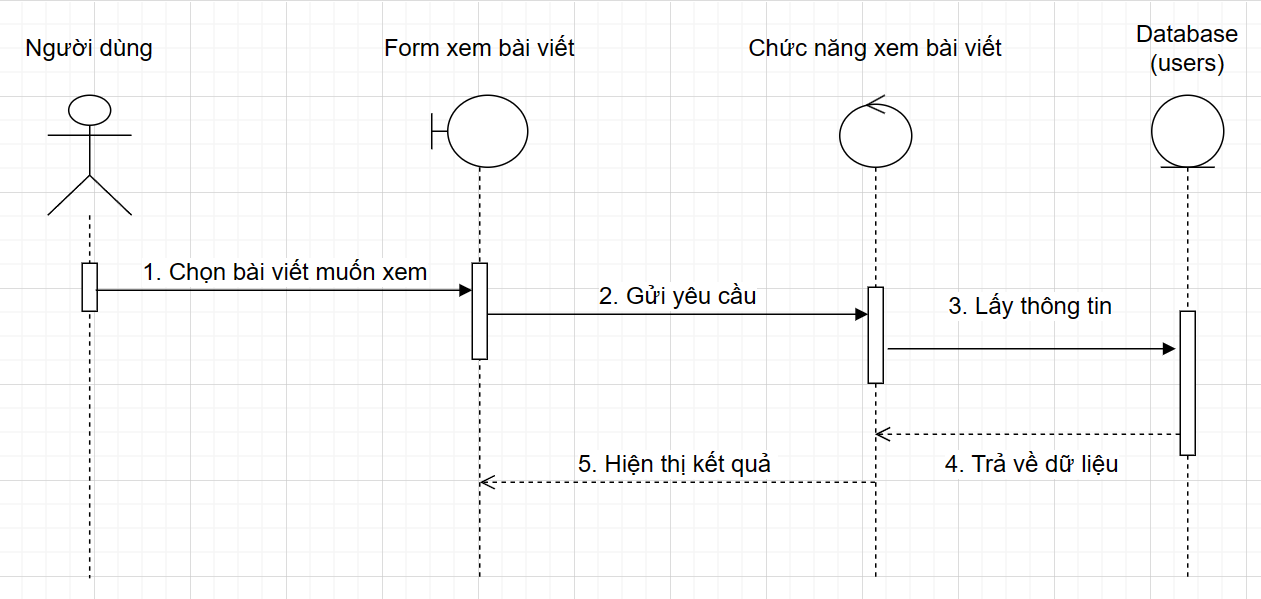 Người dùng
Form xem bài viết
Chức năng xem bài viết
Database
(users)
1. Chọn bài viết muốn xem
2. Gửi yêu cầu
3. Lấy thông tin
4. Trả về dữ liệu
5. Hiện thị kết quả